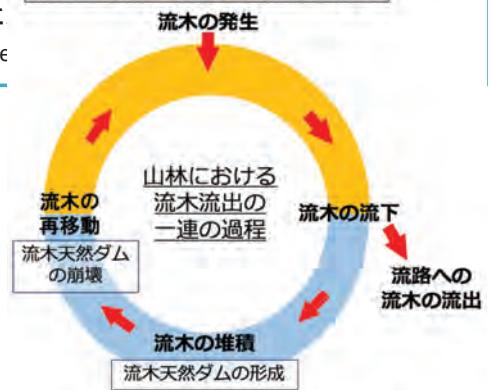 :
e
流木の発生
山林における
流木流出の
一連の過程
流木の
再移動
流木天然ダム
の崩壊
流木の流下
流路への
流木の流出
流木の堆積
流木天然ダムの形成